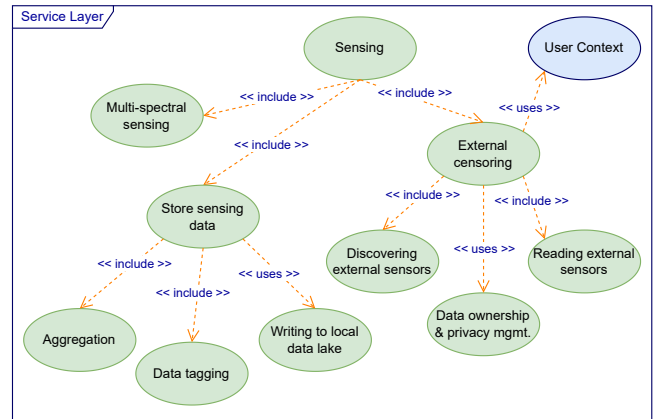 Service Layer
Sensing
User Context
<< include >>
<< include >>
Multi-spectral
sensing
<< uses >>
<< include >>
External
censoring
<< include >>
<< include >>
Store sensing
data
<< uses >>
Discovering
external sensors
Reading external
sensors
<< include >>
<< uses >>
<< include >>
Data ownership
& privacy mgmt.
Aggregation
Writing to local
data lake
Data tagging